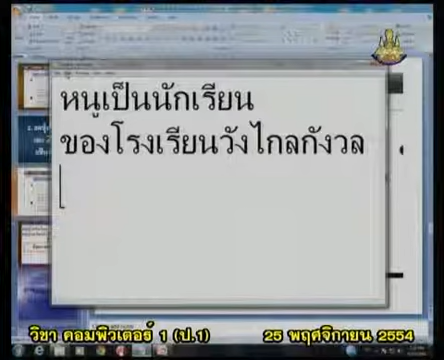 หนูเป็นนักเรียน
ของโรงเรียนวังไกลกังวล
วิชา คอมพิวเตอร์ 1 (ป.1) 25 พฤศจิกายน 2554